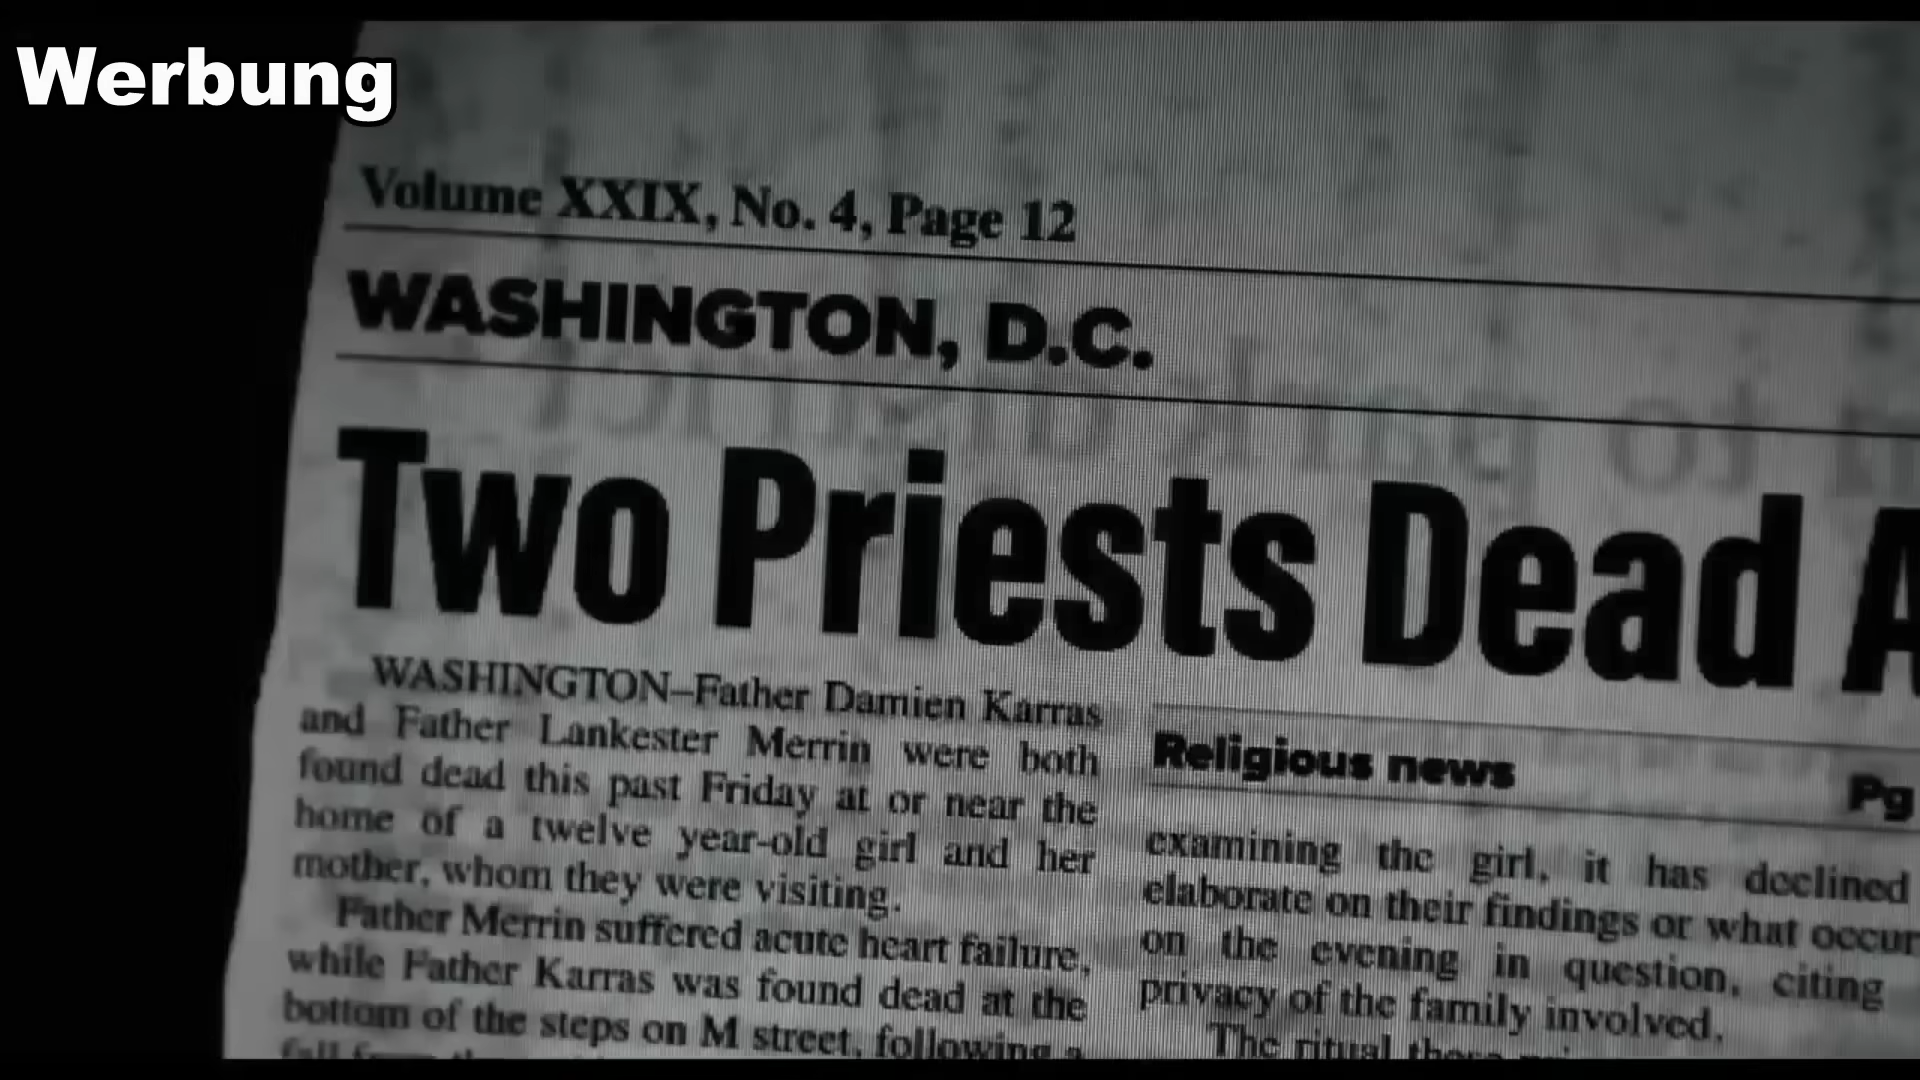 Werbung
Volume XXIX, No. 4, Page 12
WASHINGTON, D.C.
Two Priests Dead A
WASHINGTON–Father Damien Karras
and Father Lankester Merrin were both
found dead this past Friday at or near the
home of a twelve year-old girl and her
mother, whom they were visiting.
Father Merrin suffered acute heart failure,
while Father Karras was found dead at the
bottom of the steps on M street, following a
Religious news
Pg
examining the girl, it has declined
elaborate on their findings or what occur
on the evening in question, citing
privacy of the family involved.
The ritual